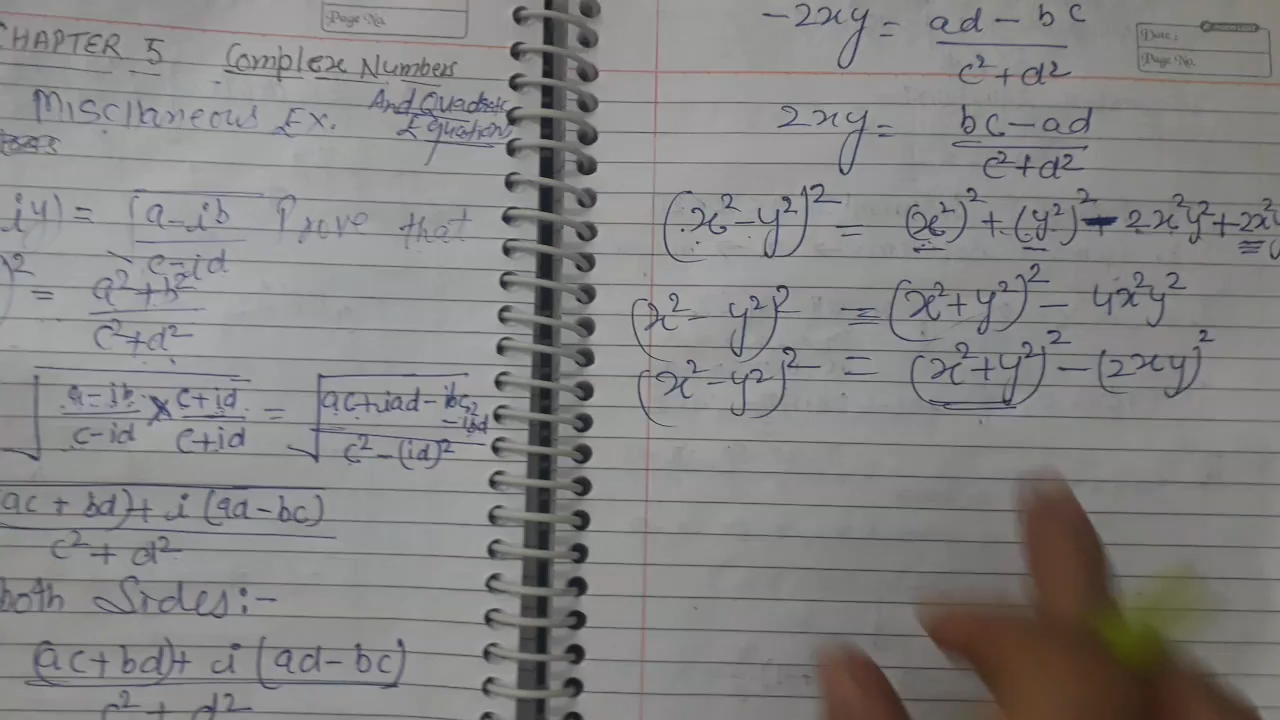 Page No.
CHAPTER 5 Complex Numbers
And Quadratic
Miscllaneous Ex. Equations
iy) = √a-ib Prove that
c-id
)² = a²+b²
c²+d²
√a-ib × c+id = √ac+iad-ibc
c-id c+id -i²bd
c²-(id)²
(ac + bd)+ i (ad-bc)
c²+d²
both Sides:-
(ac+bd)+ i (ad-bc)
c²+d²
-2xy = ad-bc
c²+d²
Date:
Page No.
2xy = bc-ad
c²+d²
(x²-y²)² = (x²)²+(y²)²-2x²y²+2x²
(x²-y²)² = (x²+y²)²-4x²y²
(x²-y²)² = (x²+y²)²-(2xy)²